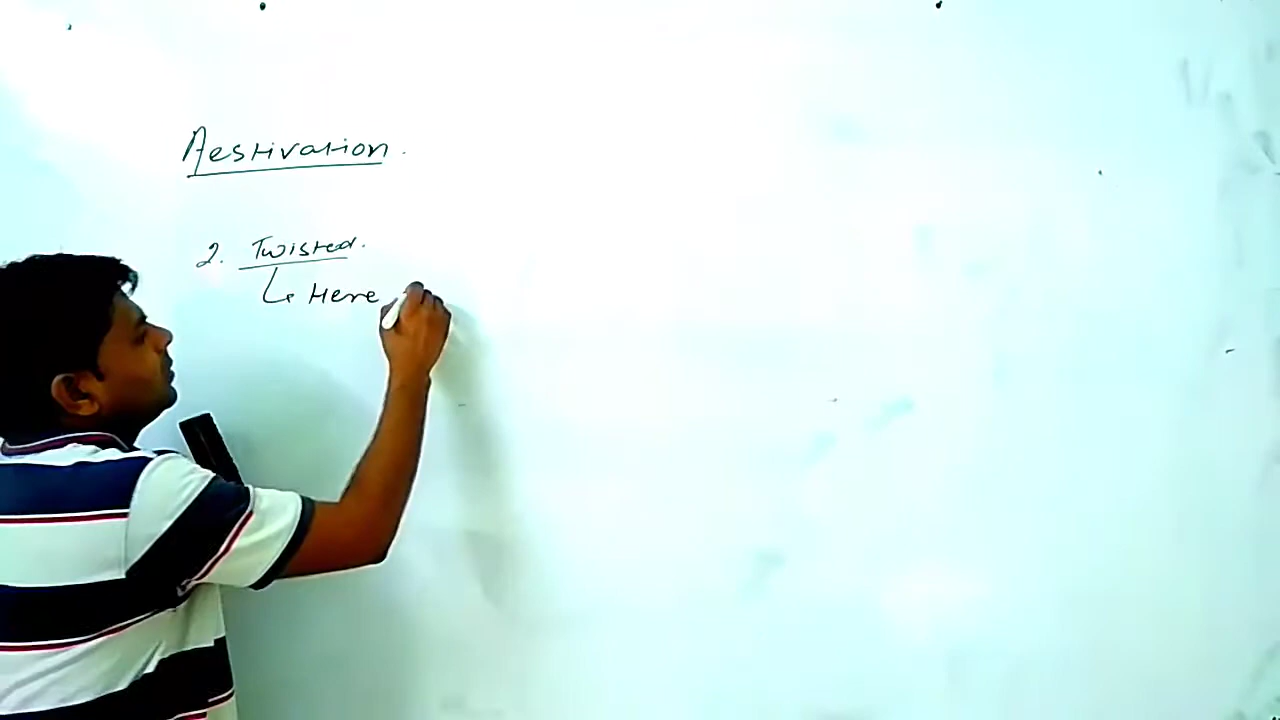 Aestivation.
2. Twisted.
↳ Here